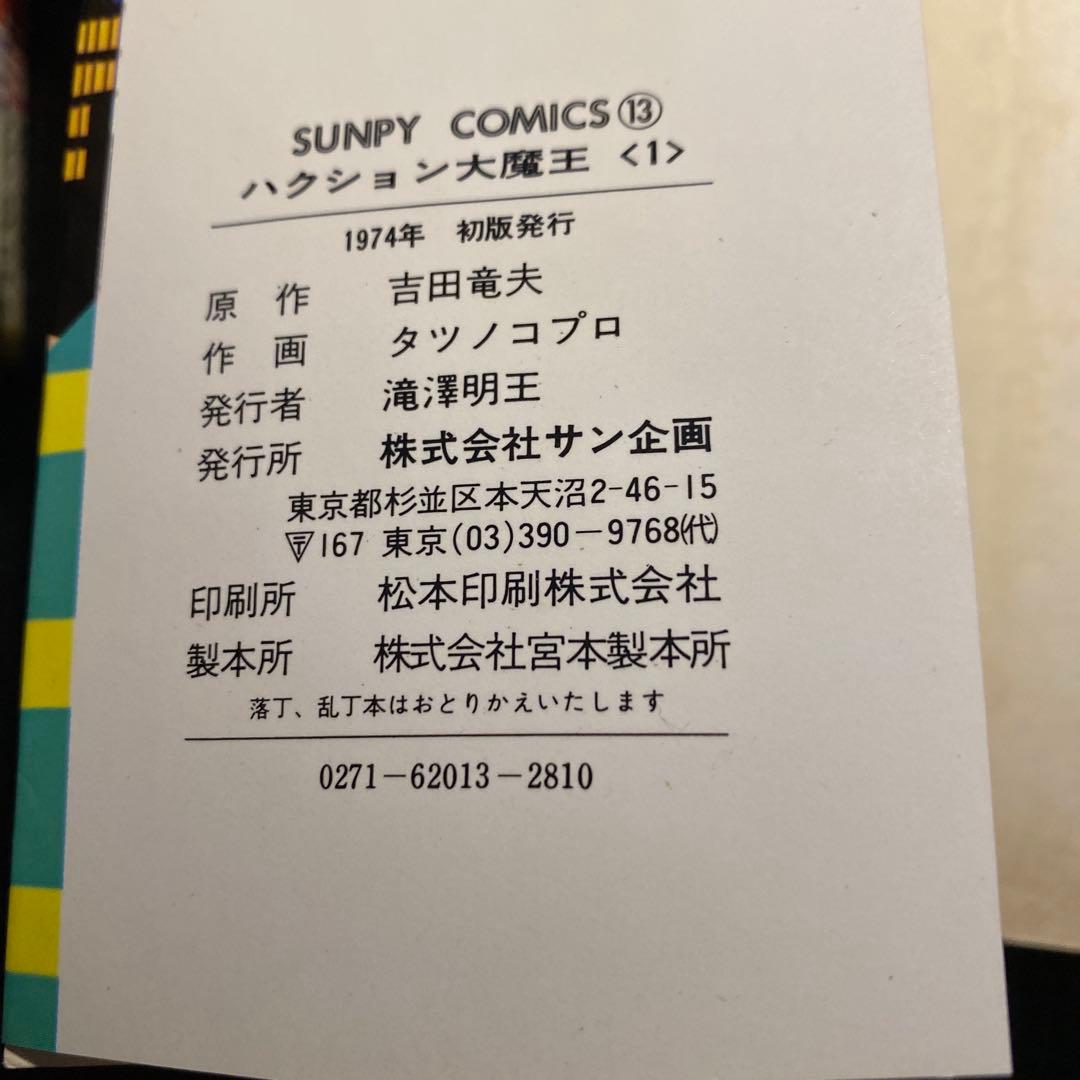 SUNPY COMICS⑬
ハクション大魔王 <1>
1974年 初版発行
原作 吉田竜夫
作画 タツノコプロ
発行者 滝澤明王
発行所 株式会社サン企画
東京都杉並区本天沼2-46-15
〒167 東京(03)390-9768㈹
印刷所 松本印刷株式会社
製本所 株式会社宮本製本所
落丁、乱丁本はおとりかえいたします
0271-62013-2810